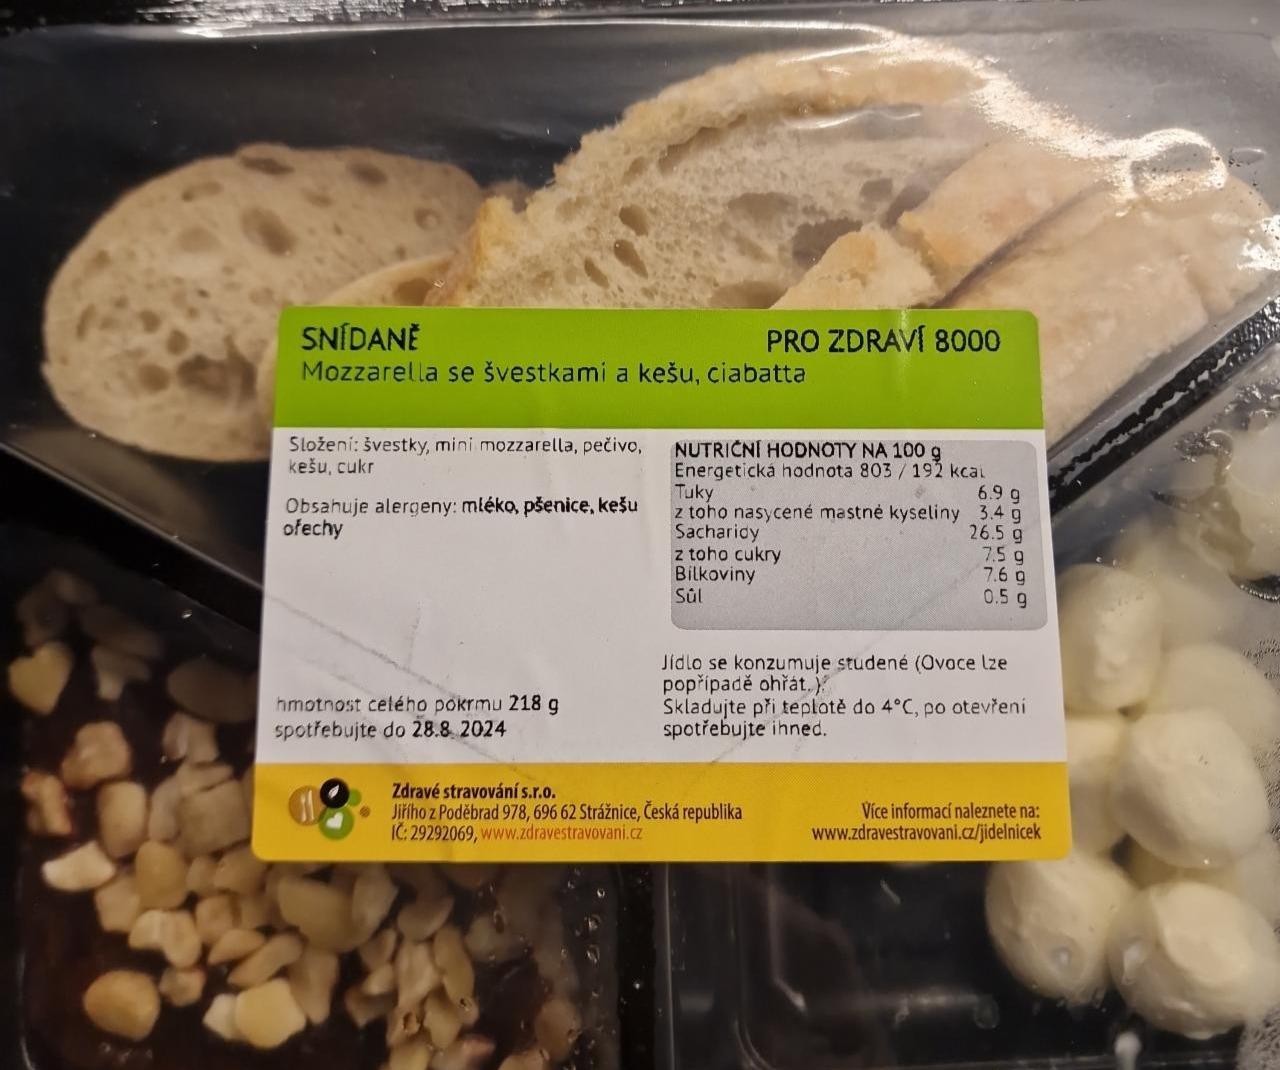 SNÍDANĚ PRO ZDRAVÍ 8000
Mozzarella se švestkami a kešu, ciabatta
Složení: švestky, mini mozzarella, pečivo,
kešu, cukr
Obsahuje alergeny: mléko, pšenice, kešu
ořechy
hmotnost celého pokrmu 218 g
spotřebujte do 28.8. 2024
NUTRIČNÍ HODNOTY NA 100 g
Energetická hodnota 803 / 192 kcal
Tuky 6.9 g
z toho nasycené mastné kyseliny 3.4 g
Sacharidy 26.5 g
z toho cukry 7.5 g
Bílkoviny 7.6 g
Sůl 0.5 g
Jídlo se konzumuje studené (Ovoce lze
popřípadě ohřát.).
Skladujte při teplotě do 4°C, po otevření
spotřebujte ihned.
Zdravé stravování s.r.o.
Jiřího z Poděbrad 978, 696 62 Strážnice, Česká republika
IČ: 29292069, www.zdravestravovani.cz
Více informací naleznete na:
www.zdravestravovani.cz/jidelnicek